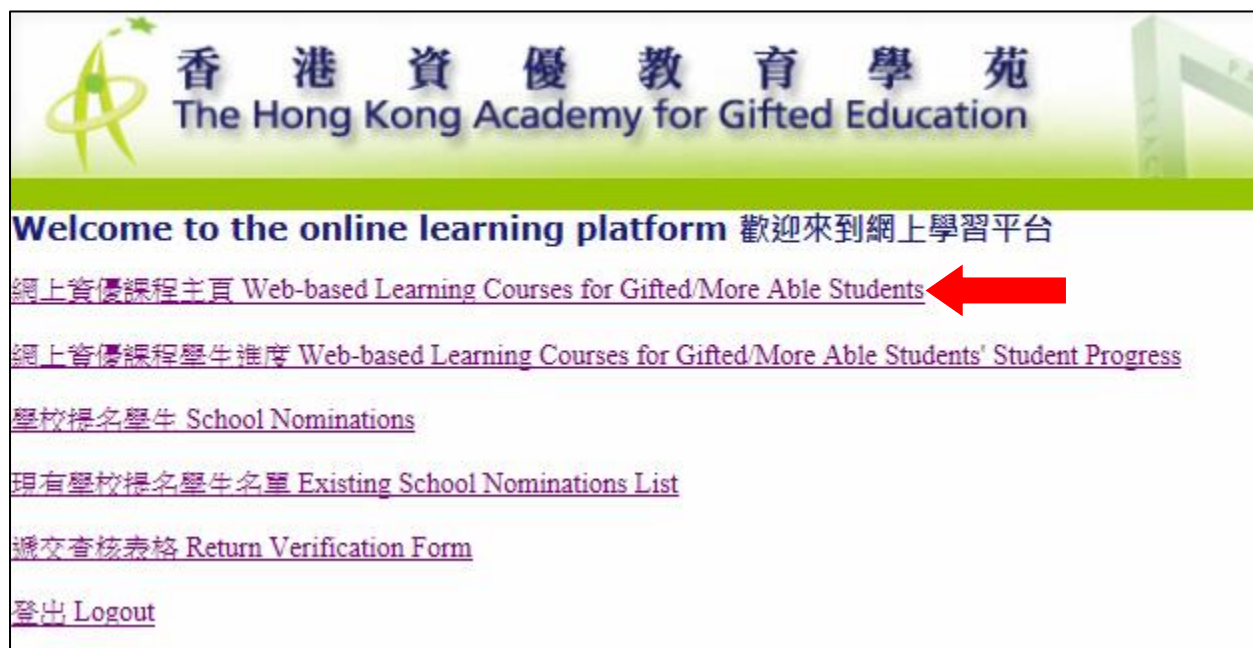 香港資優教育學苑
The Hong Kong Academy for Gifted Education
Welcome to the online learning platform 歡迎來到網上學習平台
網上資優課程主頁 Web-based Learning Courses for Gifted/More Able Students
網上資優課程學生進度 Web-based Learning Courses for Gifted/More Able Students' Student Progress
學校提名學生 School Nominations
現有學校提名學生名單 Existing School Nominations List
遞交查核表格 Return Verification Form
登出 Logout